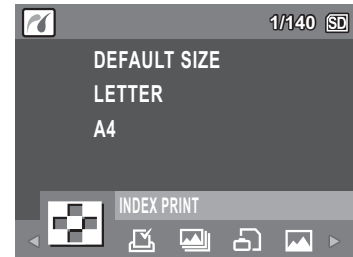 1/140 SD
DEFAULT SIZE
LETTER
A4
INDEX PRINT